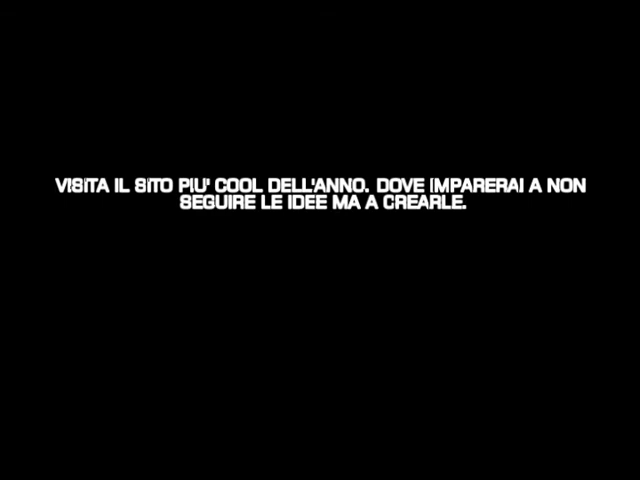 VISITA IL SITO PIU' COOL DELL'ANNO. DOVE IMPARERAI A NON
SEGUIRE LE IDEE MA A CREARLE.